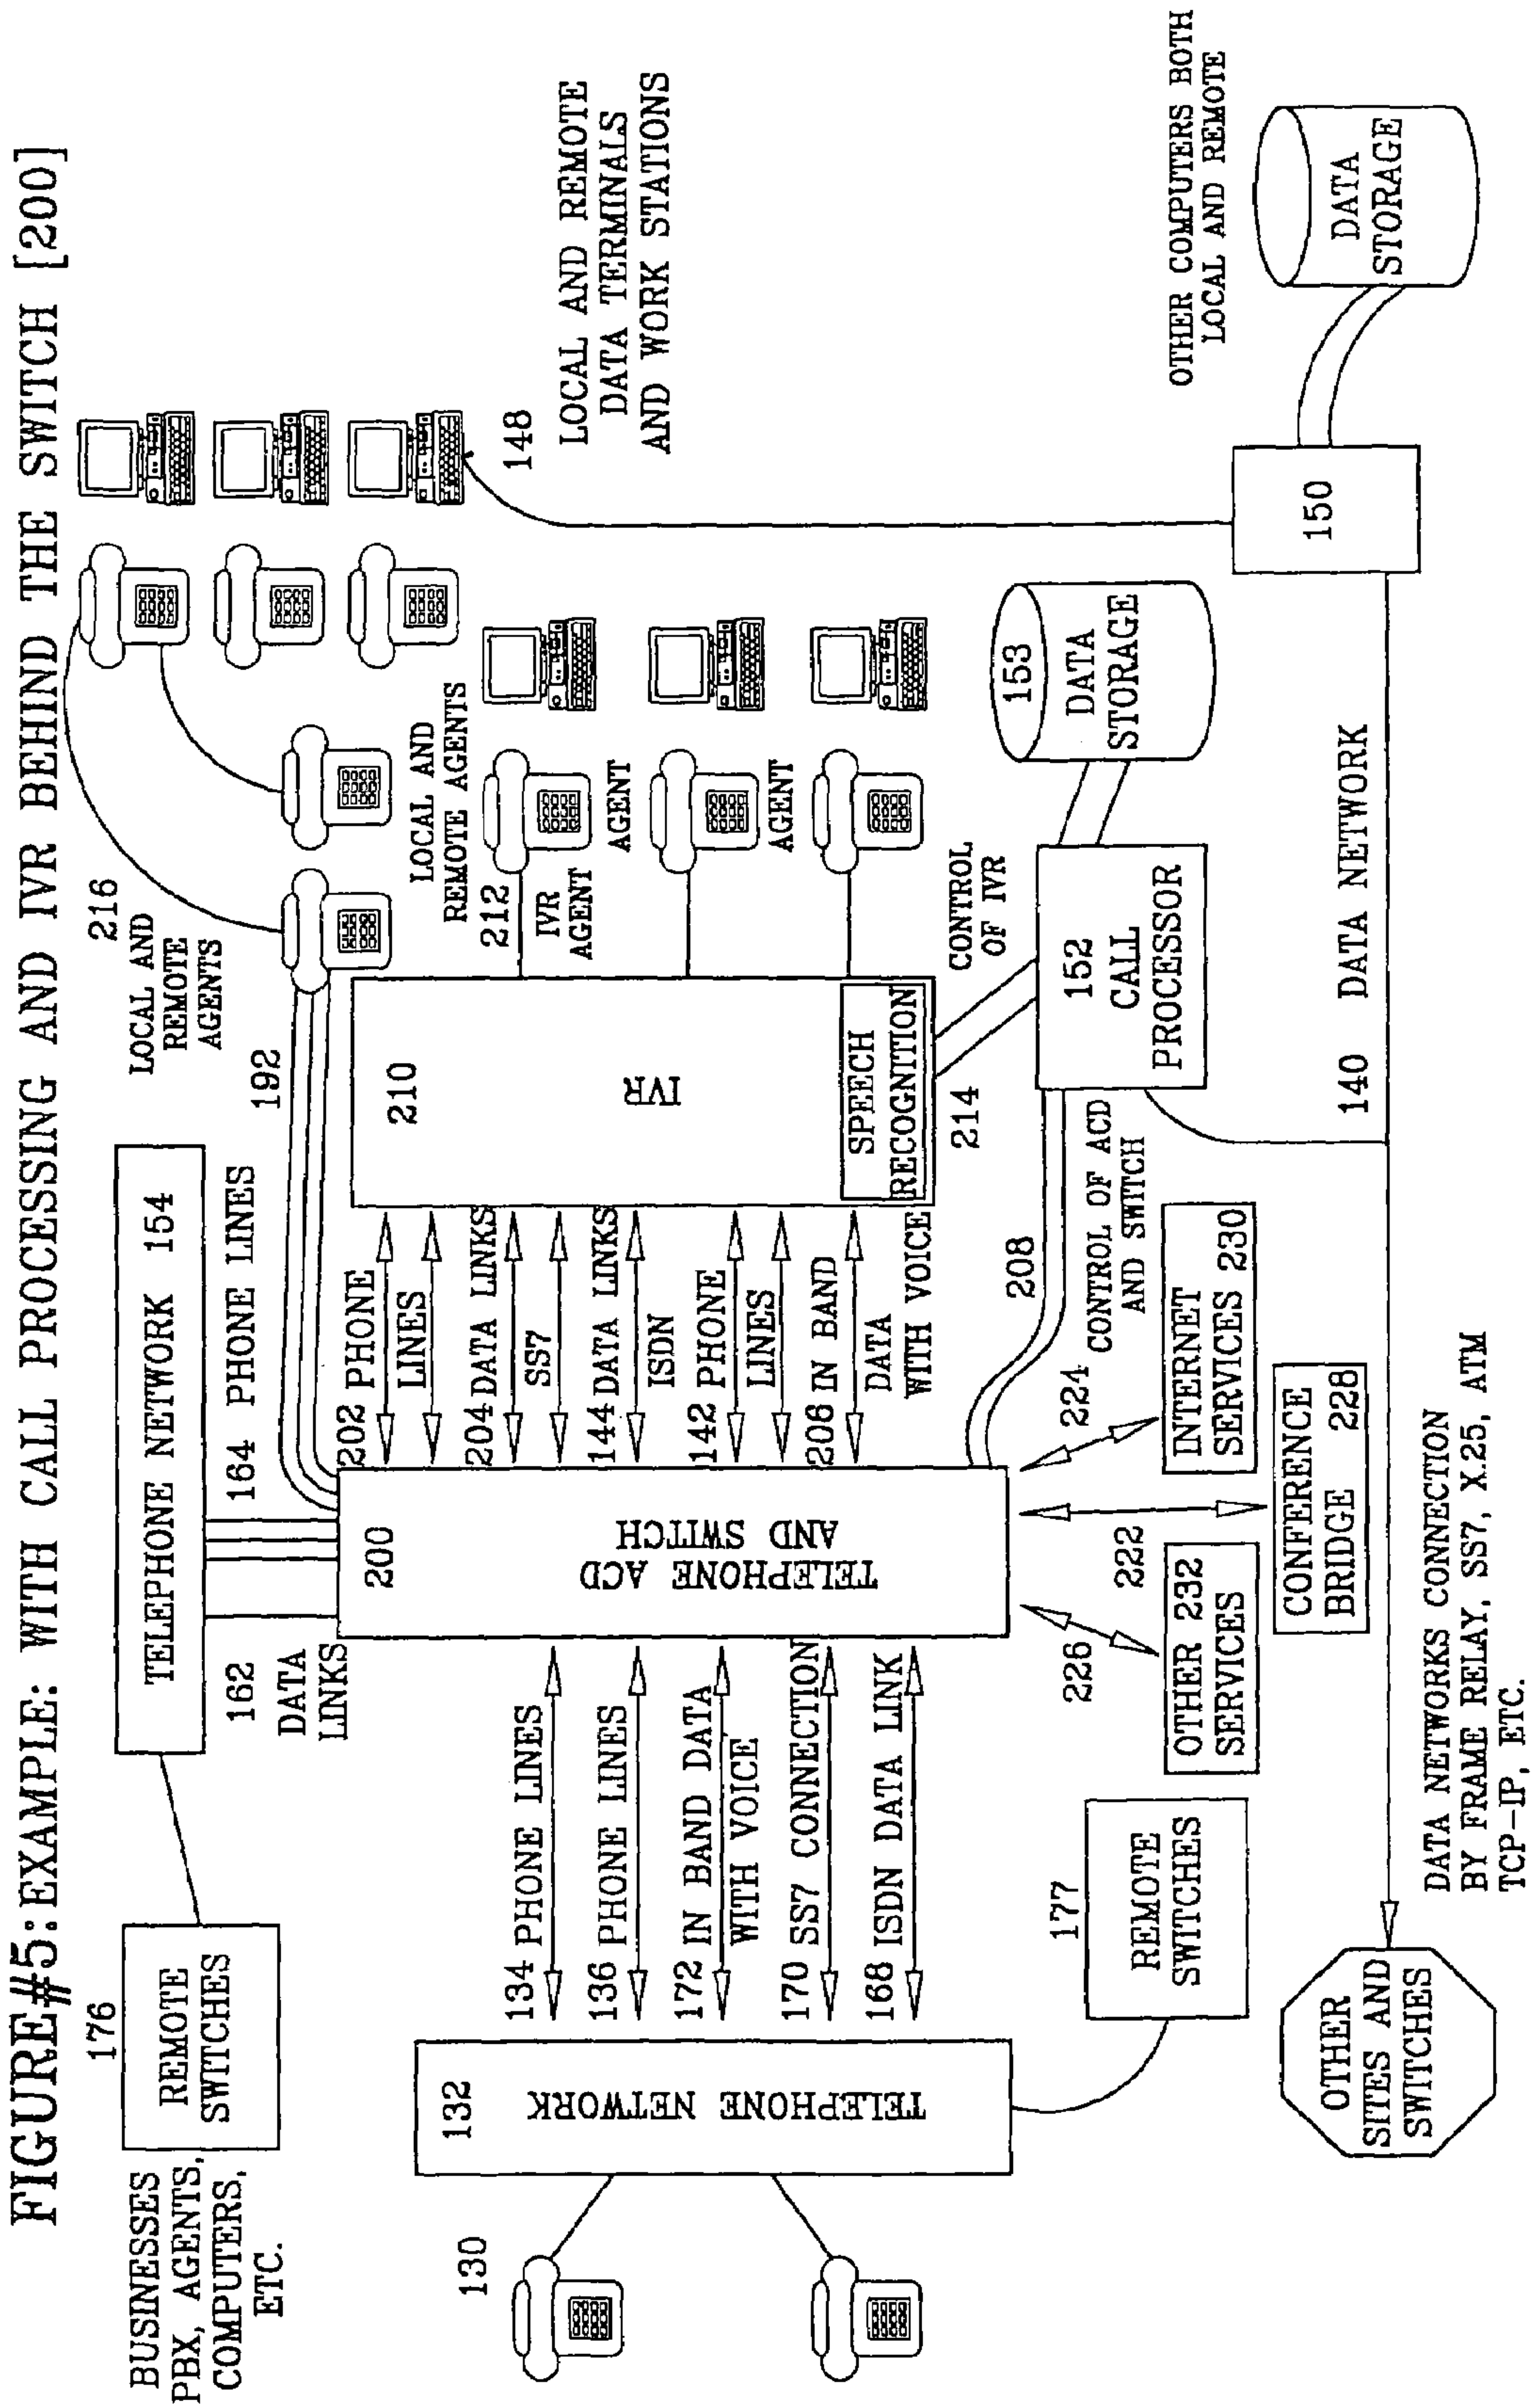 FIGURE#5:EXAMPLE: WITH CALL PROCESSING AND IVR BEHIND THE SWITCH [200]
BUSINESSES
PBX, AGENTS,
COMPUTERS,
ETC.
176
REMOTE
SWITCHES
TELEPHONE NETWORK 154
162
DATA
LINKS
164 PHONE LINES
192
216
LOCAL AND
REMOTE
AGENTS
130
132
TELEPHONE NETWORK
134 PHONE LINES
136 PHONE LINES
172 IN BAND DATA
WITH VOICE
170 SS7 CONNECTION
168 ISDN DATA LINK
177
REMOTE
SWITCHES
200
TELEPHONE ACD
AND SWITCH
202 PHONE
LINES
204 DATA LINKS
SS7
144 DATA LINKS
ISDN
142 PHONE
LINES
208 IN BAND
DATA
WITH VOICE
210
IVR
SPEECH
RECOGNITION
LOCAL AND
REMOTE AGENTS
212
IVR
AGENT
AGENT
AGENT
148
LOCAL AND REMOTE
DATA TERMINALS
AND WORK STATIONS
214
CONTROL
OF IVR
152
CALL
PROCESSOR
153
DATA
STORAGE
208
CONTROL OF ACD
AND SWITCH
226
OTHER 232
SERVICES
222
CONFERENCE
BRIDGE 228
224
INTERNET
SERVICES 230
140 DATA NETWORK
150
OTHER COMPUTERS BOTH
LOCAL AND REMOTE
DATA
STORAGE
OTHER
SITES AND
SWITCHES
DATA NETWORKS CONNECTION
BY FRAME RELAY, SS7, X.25, ATM
TCP-IP, ETC.